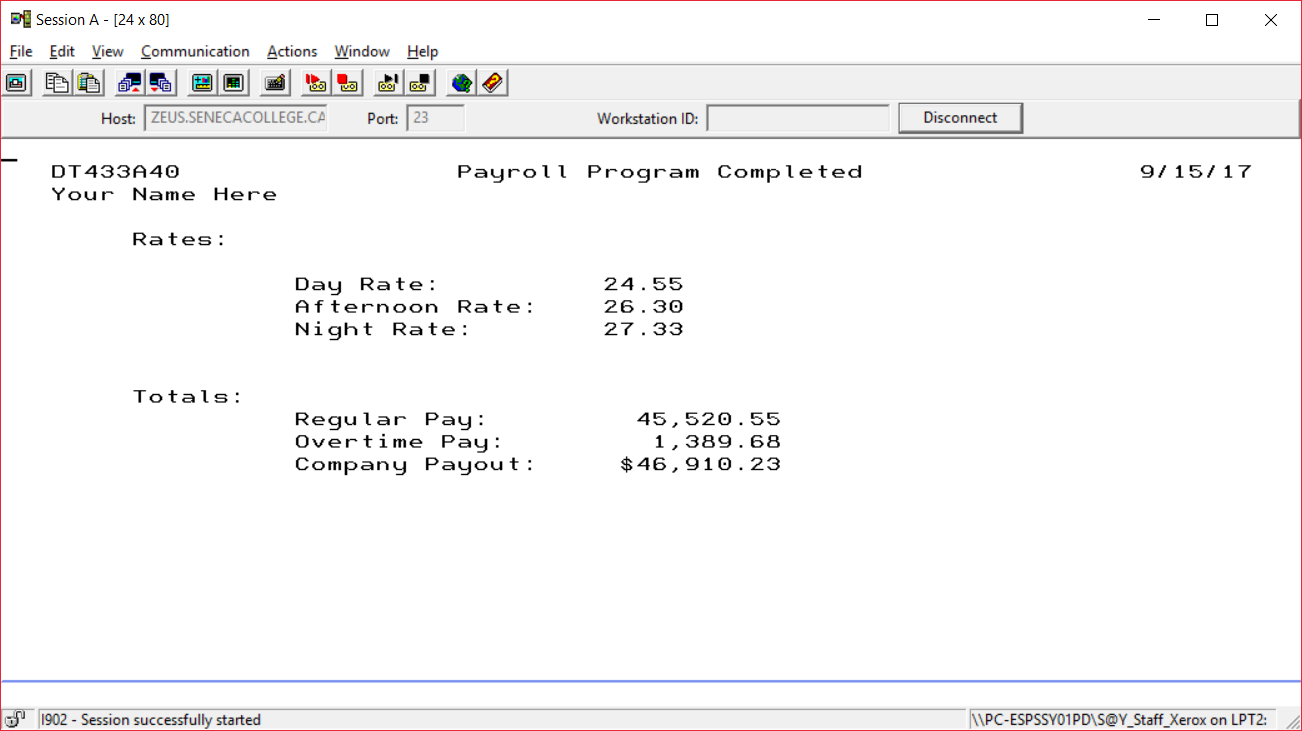 Session A - [24 x 80]
File Edit View Communication Actions Window Help
Host: ZEUS.SENECACOLLEGE.CA Port: 23 Workstation ID: Disconnect
DT433A40 Payroll Program Completed 9/15/17
Your Name Here
Rates:
Day Rate: 24.55
Afternoon Rate: 26.30
Night Rate: 27.33
Totals:
Regular Pay: 45,520.55
Overtime Pay: 1,389.68
Company Payout: $46,910.23
I902 - Session successfully started \\PC-ESPSSY01PD\S@Y_Staff_Xerox on LPT2: